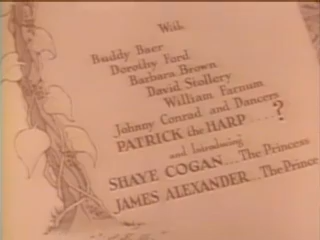 With
Buddy Baer
Dorothy Ford
Barbara Brown
David Stollery
William Farnum
Johnny Conrad and Dancers
PATRICK the HARP.....?
and Introducing
SHAYE COGAN....The Princess
JAMES ALEXANDER...The Prince